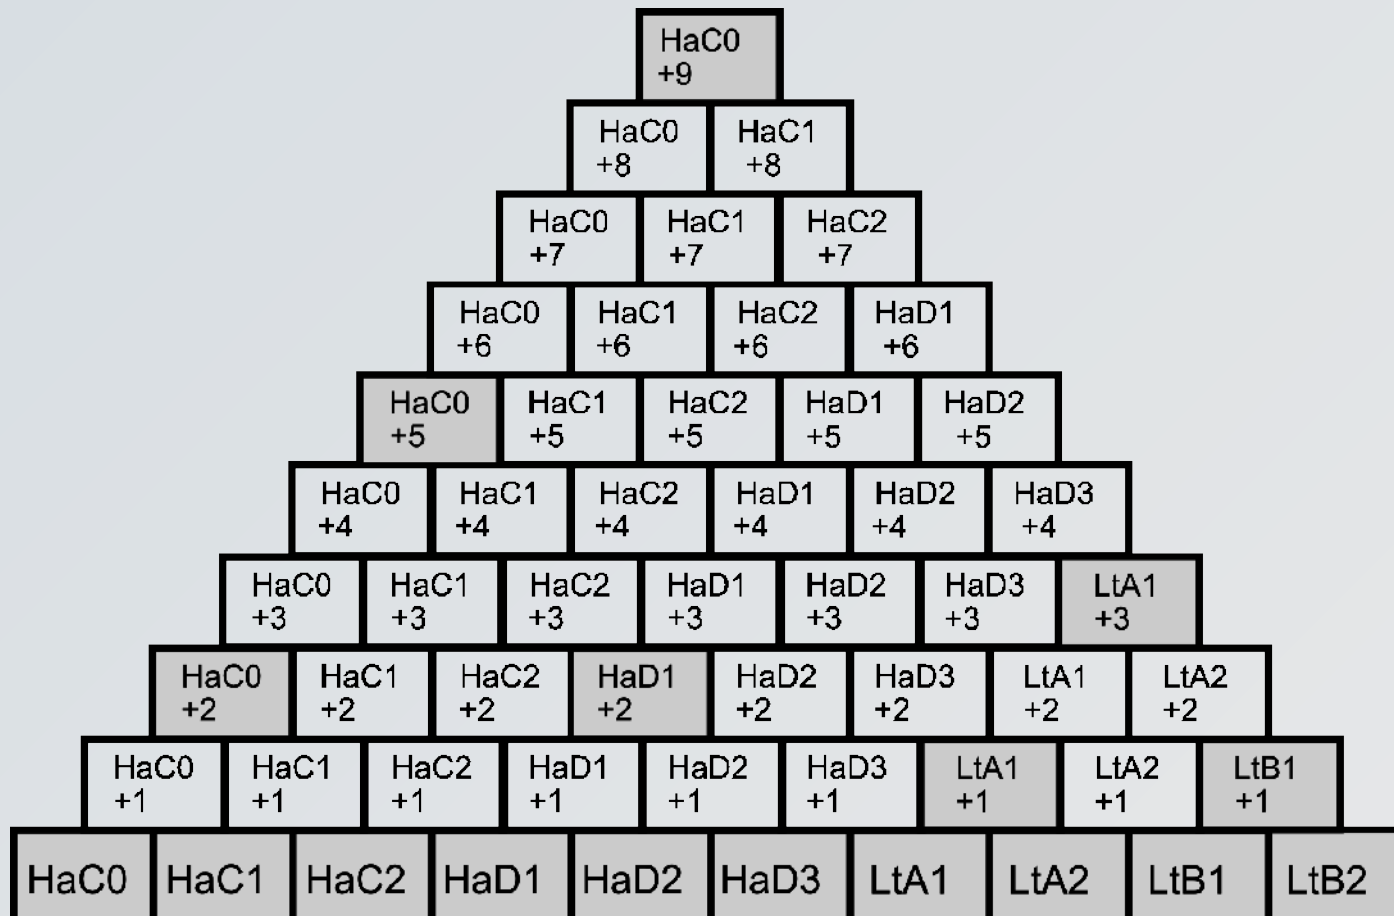 HaC0
+9
HaC0 HaC1
+8 +8
HaC0 HaC1 HaC2
+7 +7 +7
HaC0 HaC1 HaC2 HaD1
+6 +6 +6 +6
HaC0 HaC1 HaC2 HaD1 HaD2
+5 +5 +5 +5 +5
HaC0 HaC1 HaC2 HaD1 HaD2 HaD3
+4 +4 +4 +4 +4 +4
HaC0 HaC1 HaC2 HaD1 HaD2 HaD3 LtA1
+3 +3 +3 +3 +3 +3 +3
HaC0 HaC1 HaC2 HaD1 HaD2 HaD3 LtA1 LtA2
+2 +2 +2 +2 +2 +2 +2 +2
HaC0 HaC1 HaC2 HaD1 HaD2 HaD3 LtA1 LtA2 LtB1
+1 +1 +1 +1 +1 +1 +1 +1 +1
HaC0 HaC1 HaC2 HaD1 HaD2 HaD3 LtA1 LtA2 LtB1 LtB2